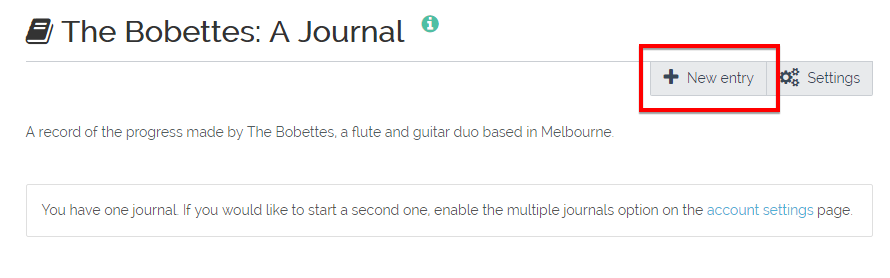 The Bobettes: A Journal
New entry
Settings
A record of the progress made by The Bobettes, a flute and guitar duo based in Melbourne.
You have one journal. If you would like to start a second one, enable the multiple journals option on the account settings page.